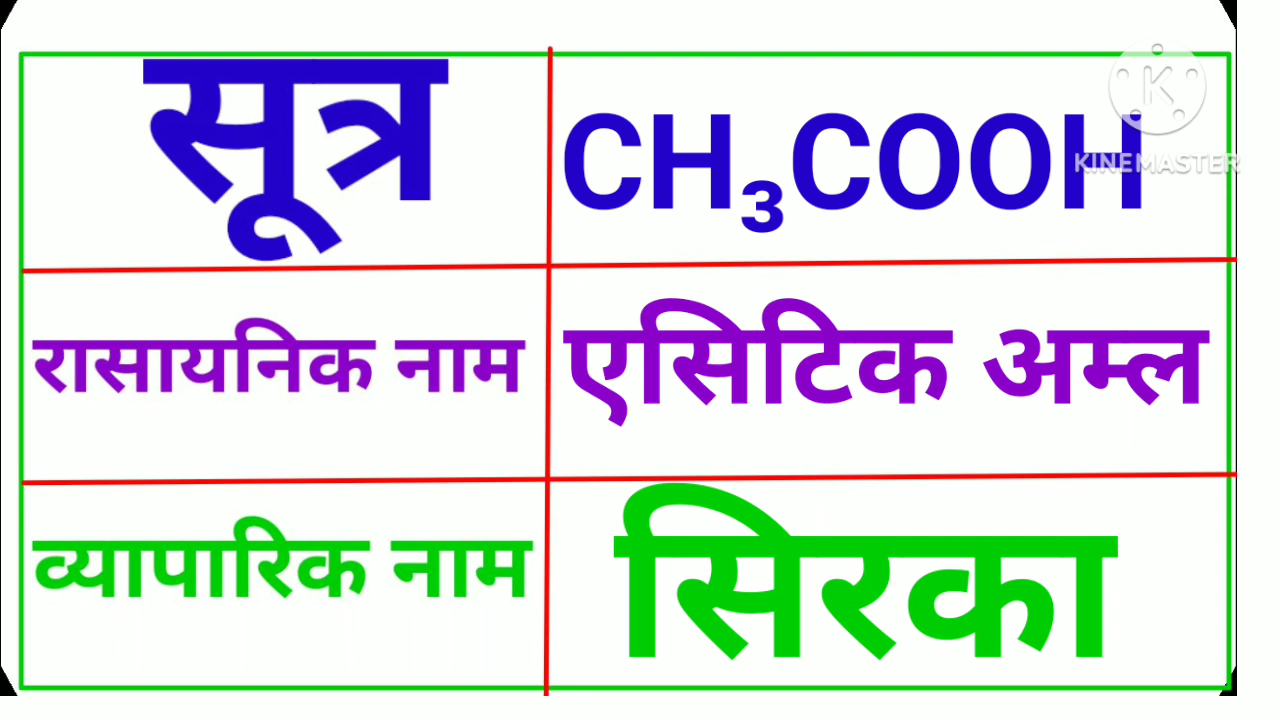 सूत्र CH₃COOH
KINEMASTER
रासायनिक नाम एसिटिक अम्ल
व्यापारिक नाम सिरका